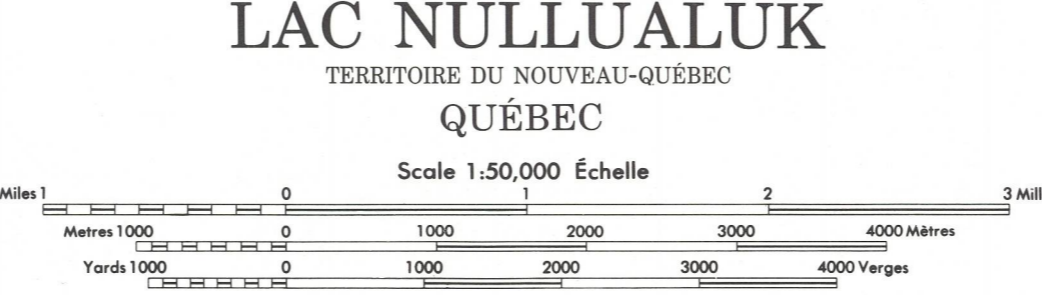 LAC NULLUALUK
TERRITOIRE DU NOUVEAU-QUÉBEC
QUÉBEC
Scale 1:50,000 Échelle
Miles 1 0 1 2 3 Mill
Metres 1000 0 1000 2000 3000 4000 Mètres
Yards 1000 0 1000 2000 3000 4000 Verges